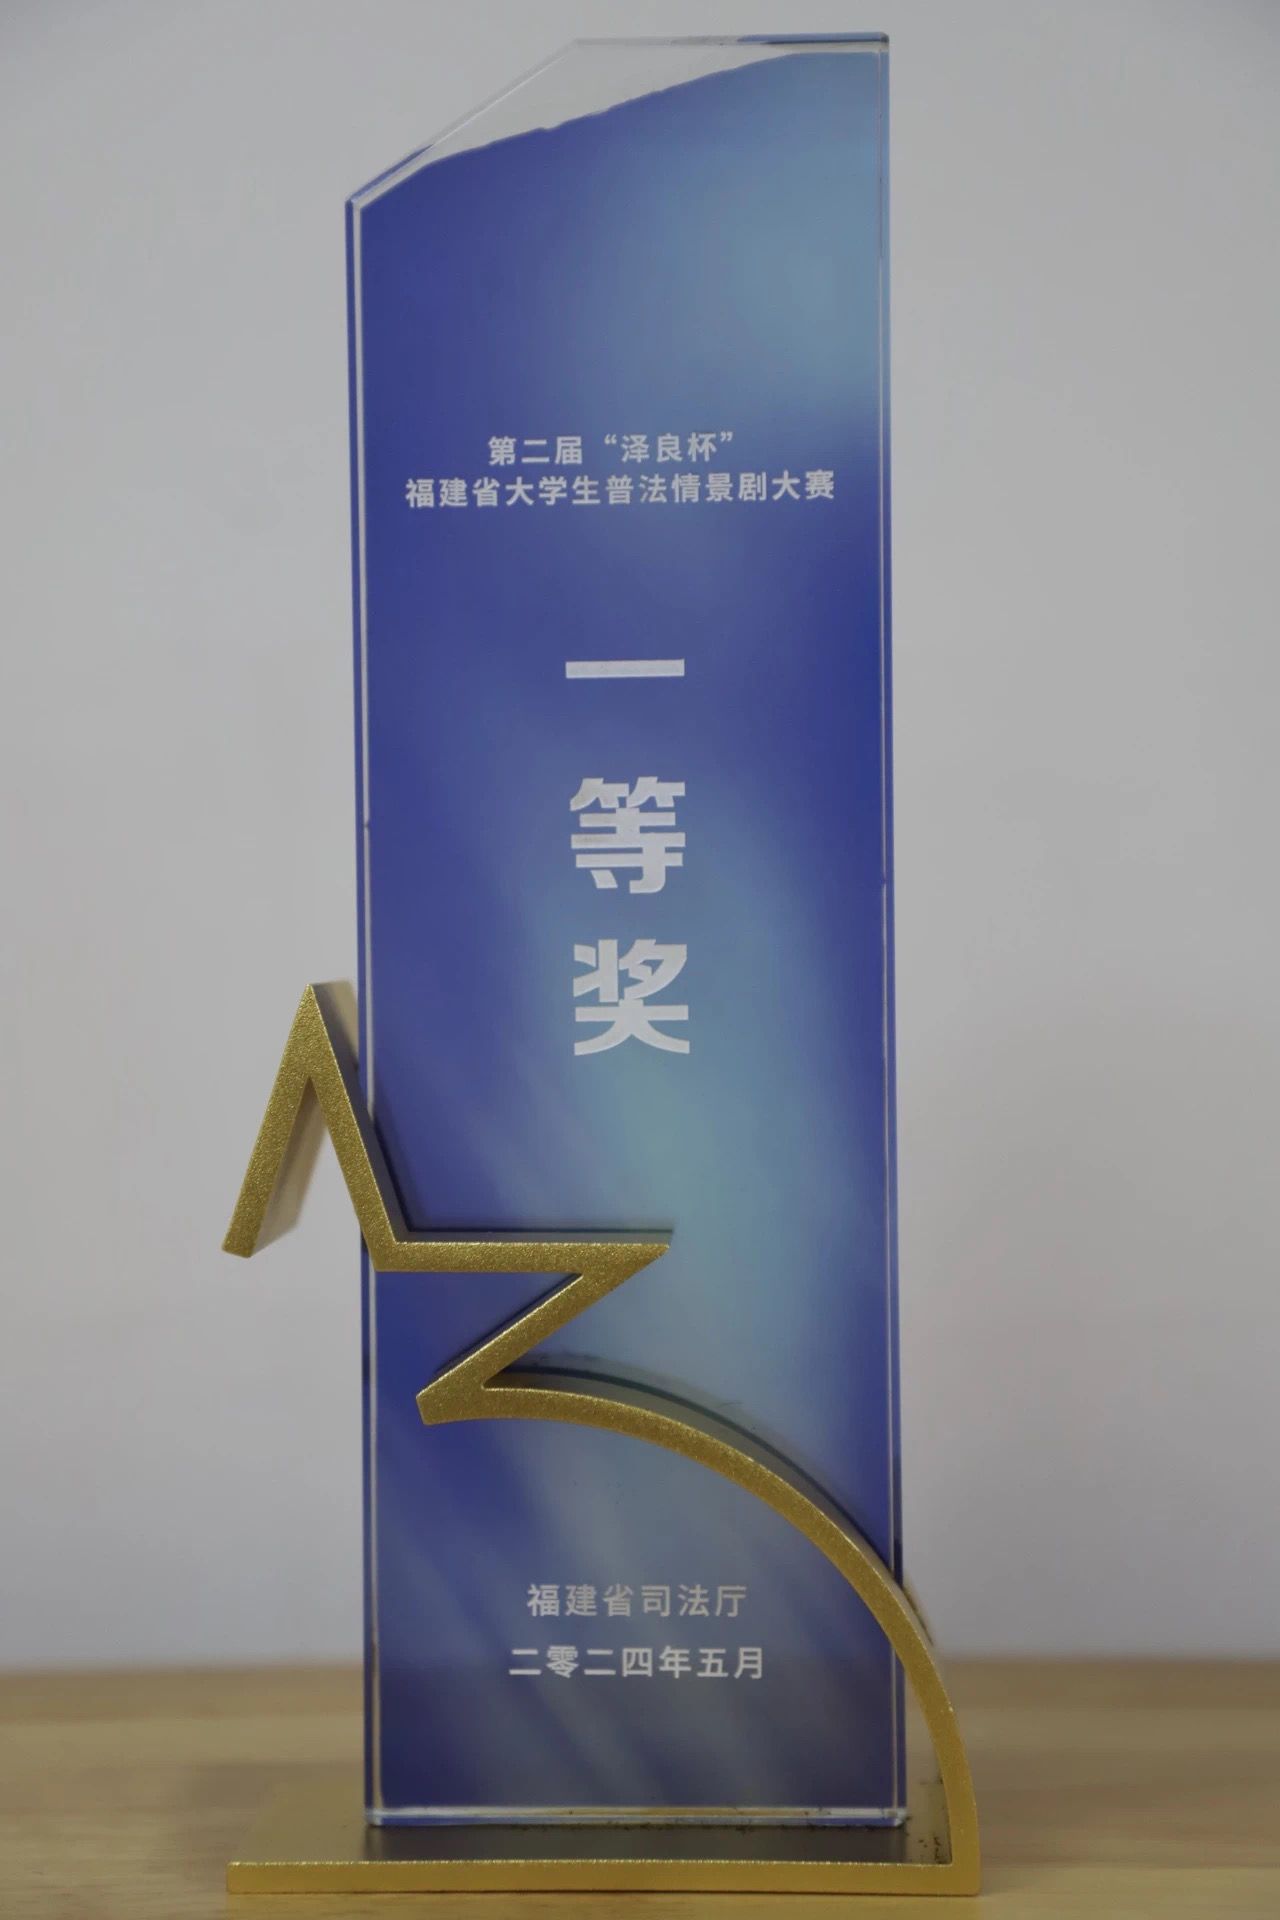 第二届“泽良杯”
福建省大学生普法情景剧大赛
一
等
奖
福建省司法厅
二零二四年五月